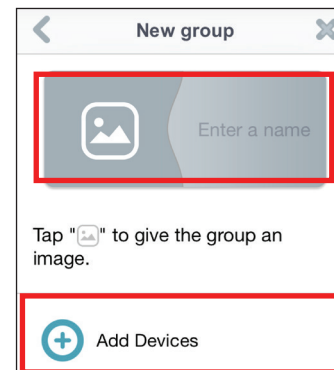 New group
Enter a name
Tap "" to give the group an
image.
Add Devices